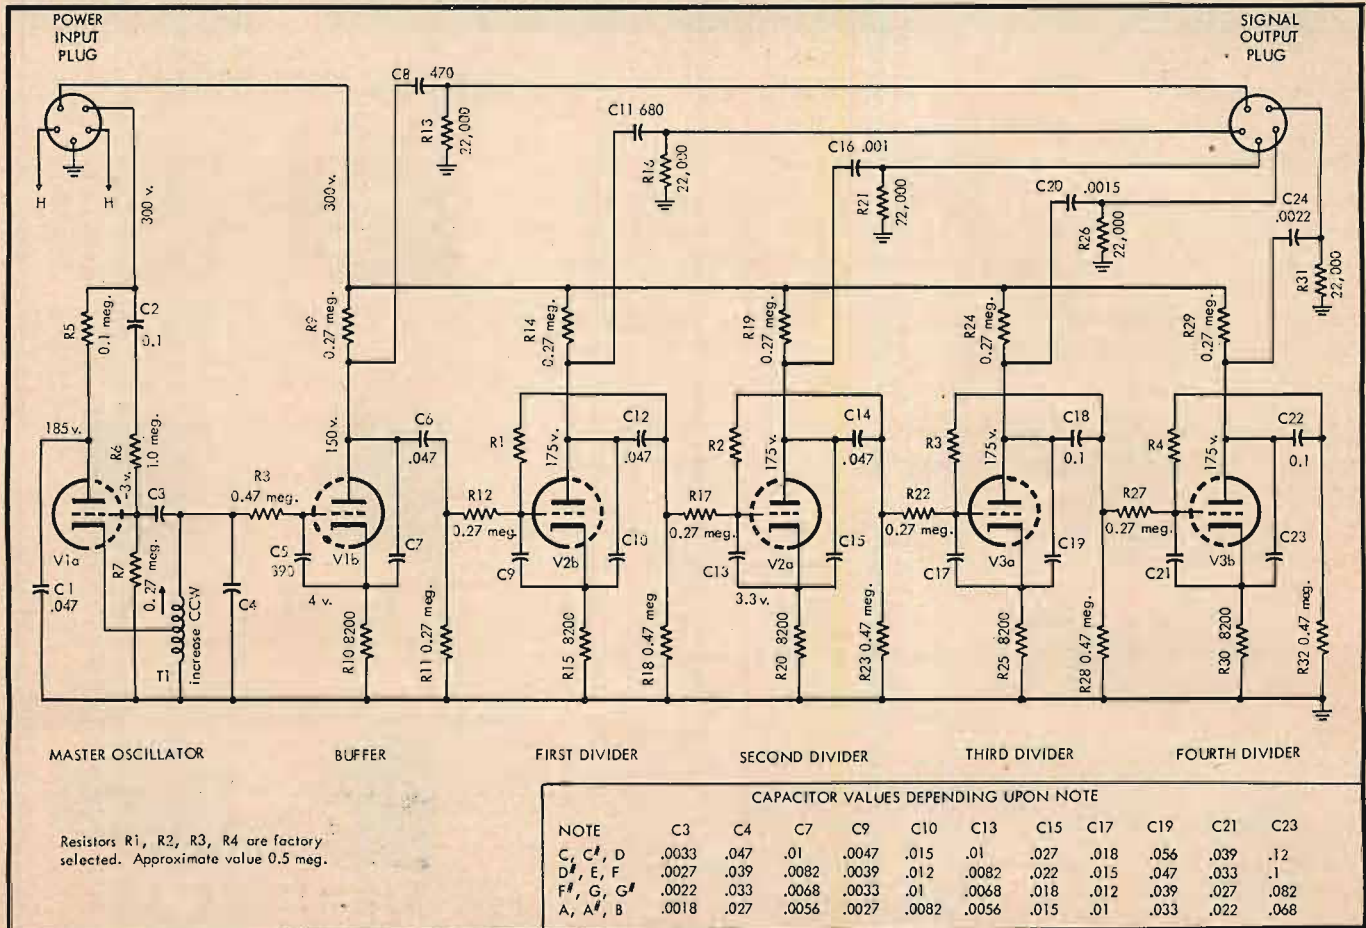 POWER
INPUT
PLUG
SIGNAL
OUTPUT
PLUG
C8 470
R13
22,000
C11 680
R16
22,000
C16 .001
R21
22,000
C20 .0015
R26
22,000
C24
.0022
R31
22,000
H
H
300 v.
300 v.
R5
0.1 meg.
C2
0.1
R9
0.27 meg.
R14
0.27 meg.
R19
0.27 meg.
R24
0.27 meg.
R29
0.27 meg.
185 v.
R6
1.0 meg.
-3 v.
C3
R3
0.47 meg.
150 v.
C6
.047
R1
175 v.
C12
.047
R2
175 v.
C14
.047
R3
175 v.
C18
0.1
R4
175 v.
C22
0.1
R12
0.27 meg.
R17
0.27 meg.
R22
0.27 meg.
R27
0.27 meg.
V1a
C1
.047
R7
0.27 meg.
T1
increase CCW
C4
C5
390
V1b
C7
4 v.
R10 8200
R11 0.27 meg.
C9
V2b
C10
R15 8200
R18 0.47 meg
C13
V2a
C15
3.3 v.
R20 8200
R23 0.47 meg.
C17
V3a
C19
R25 8200
R28 0.47 meg.
C21
V3b
C23
R30 8200
R32 0.47 meg.
MASTER OSCILLATOR
BUFFER
FIRST DIVIDER
SECOND DIVIDER
THIRD DIVIDER
FOURTH DIVIDER
Resistors R1, R2, R3, R4 are factory
selected. Approximate value 0.5 meg.
CAPACITOR VALUES DEPENDING UPON NOTE
NOTE C3 C4 C7 C9 C10 C13 C15 C17 C19 C21 C23
C, C#, D .0033 .047 .01 .0047 .015 .01 .027 .018 .056 .039 .12
D#, E, F .0027 .039 .0082 .0039 .012 .0082 .022 .015 .047 .033 .1
F#, G, G# .0022 .033 .0068 .0033 .01 .0068 .018 .012 .039 .027 .082
A, A#, B .0018 .027 .0056 .0027 .0082 .0056 .015 .01 .033 .022 .068